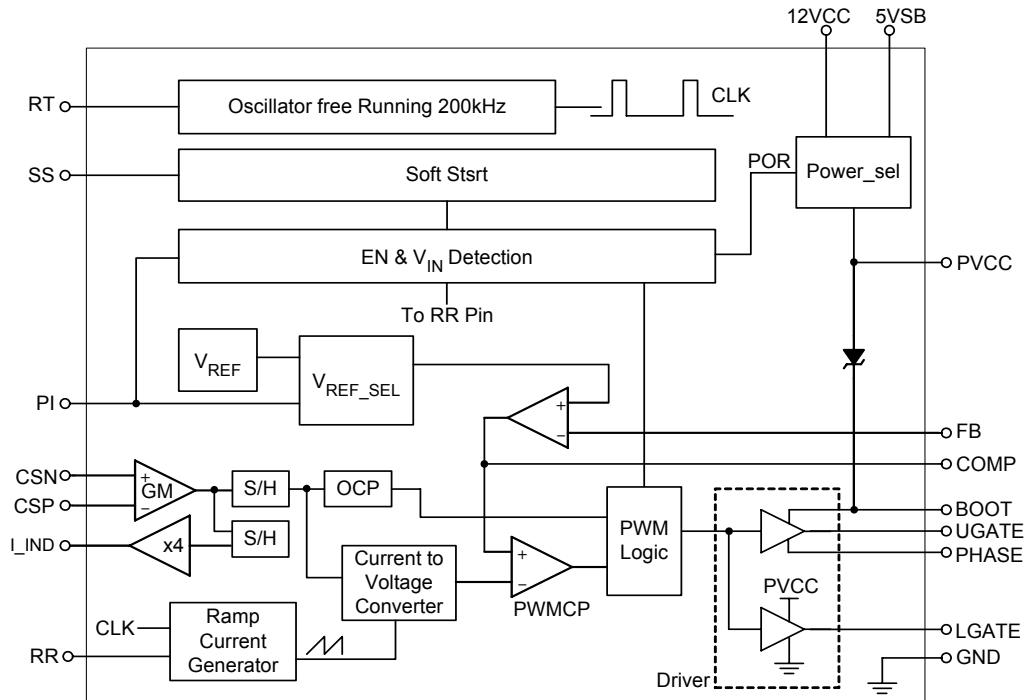 12VCC 5VSB
RT
Oscillator free Running 200kHz
CLK
SS
Soft Stsrt
POR
Power_sel
EN & VIN Detection
PVCC
To RR Pin
VREF
VREF_SEL
PI
+
−
FB
COMP
CSN
+
GM
−
CSP
S/H
OCP
I_IND
x4
S/H
PWM
Logic
BOOT
UGATE
PHASE
Current to
Voltage
Converter
+
−
PWMCP
PVCC
CLK
Ramp
Current
Generator
RR
LGATE
GND
Driver